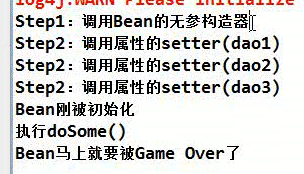 log4j:WARN Please initialize
Step1：调用Bean的无参构造器
Step2：调用属性的setter(dao1)
Step2：调用属性的setter(dao2)
Step2：调用属性的setter(dao3)
Bean刚被初始化
执行doSome()
Bean马上就要被Game Over了